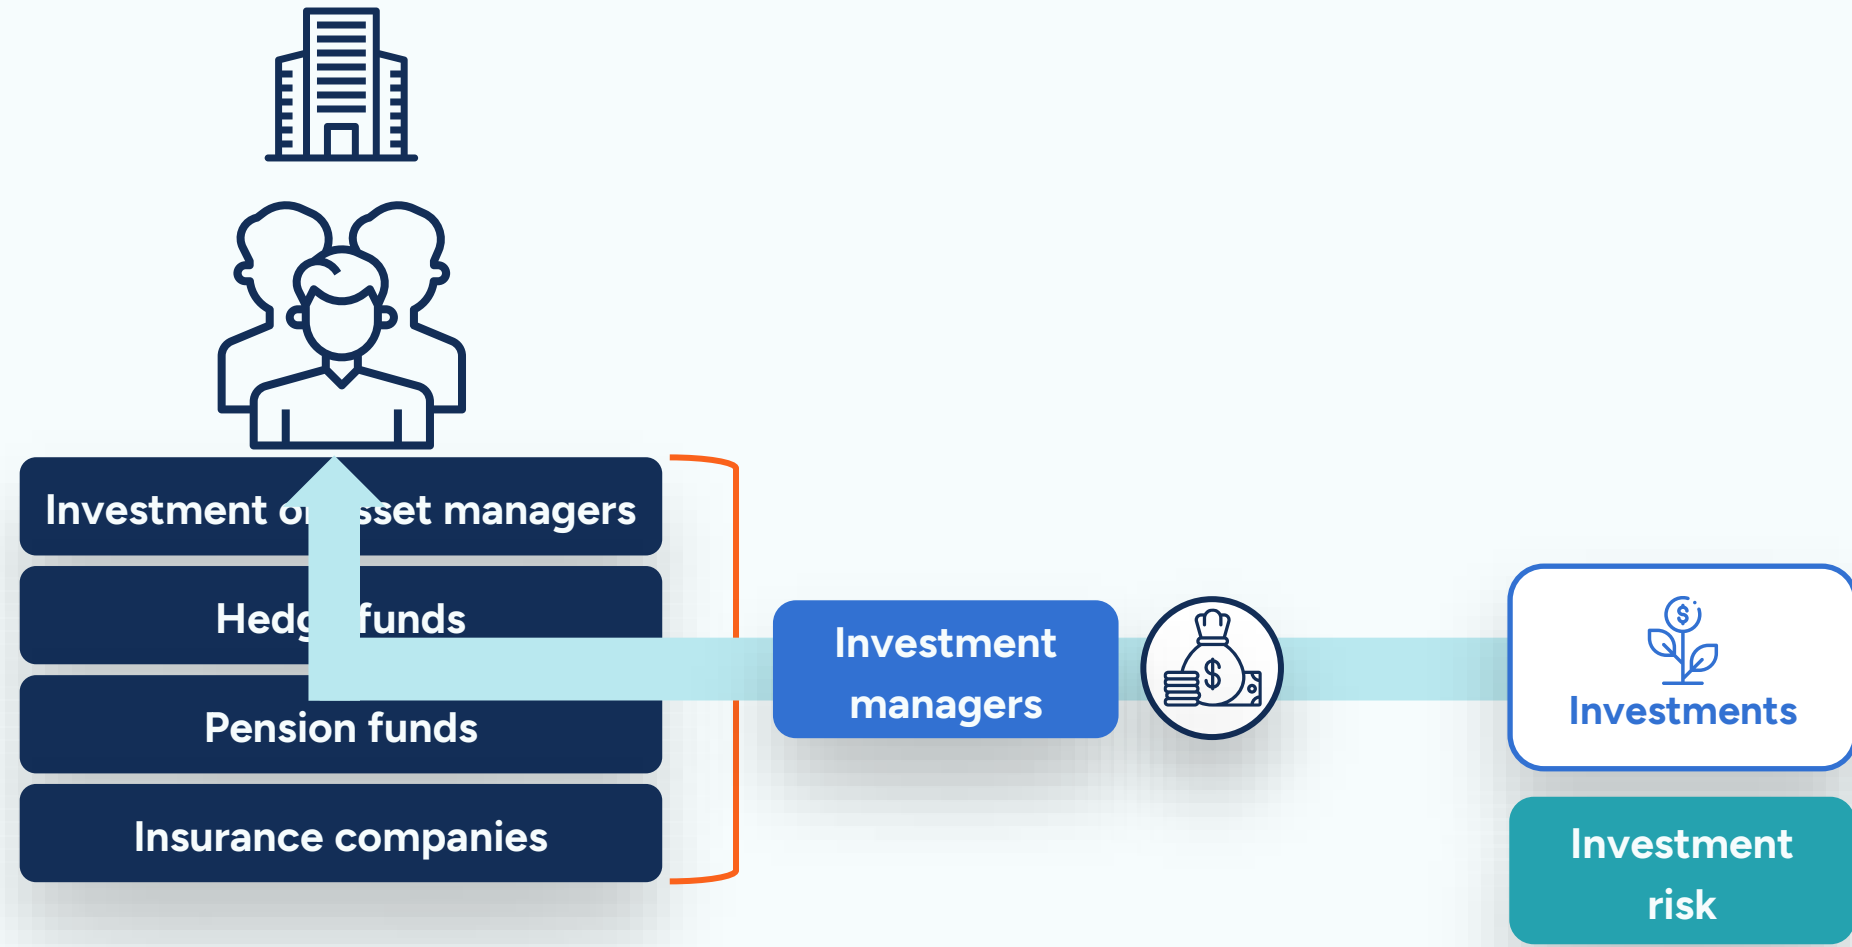 Investment or asset managers
Hedge funds
Pension funds
Insurance companies
Investment
managers
$
$
Investments
Investment
risk